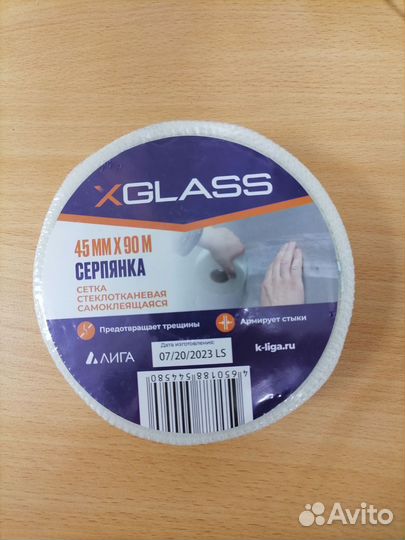 XGLASS
45 ММ X 90 М
СЕРПЯНКА
СЕТКА
СТЕКЛОТКАНЕВАЯ
САМОКЛЕЯЩАЯСЯ
Предотвращает трещины
Армирует стыки
ЛИГА
Дата изготовления:
07/20/2023 LS
k-liga.ru
4650188544580
Avito